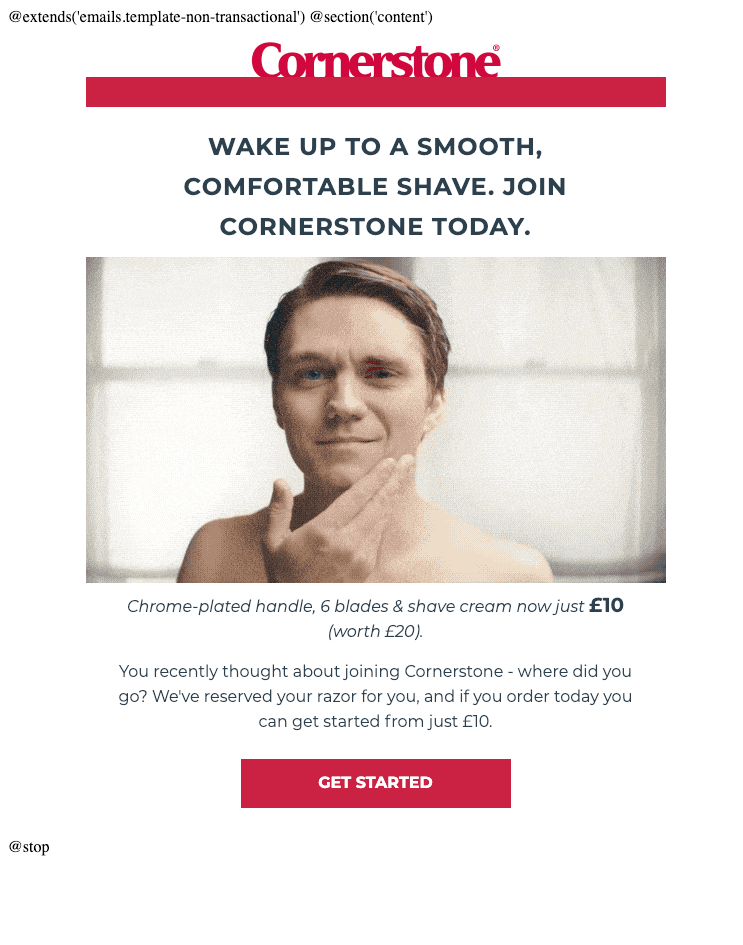 @extends('emails.template-non-transactional') @section('content')
Cornerstone®
WAKE UP TO A SMOOTH,
COMFORTABLE SHAVE. JOIN
CORNERSTONE TODAY.
Chrome-plated handle, 6 blades & shave cream now just £10
(worth £20).
You recently thought about joining Cornerstone - where did you
go? We've reserved your razor for you, and if you order today you
can get started from just £10.
GET STARTED
@stop